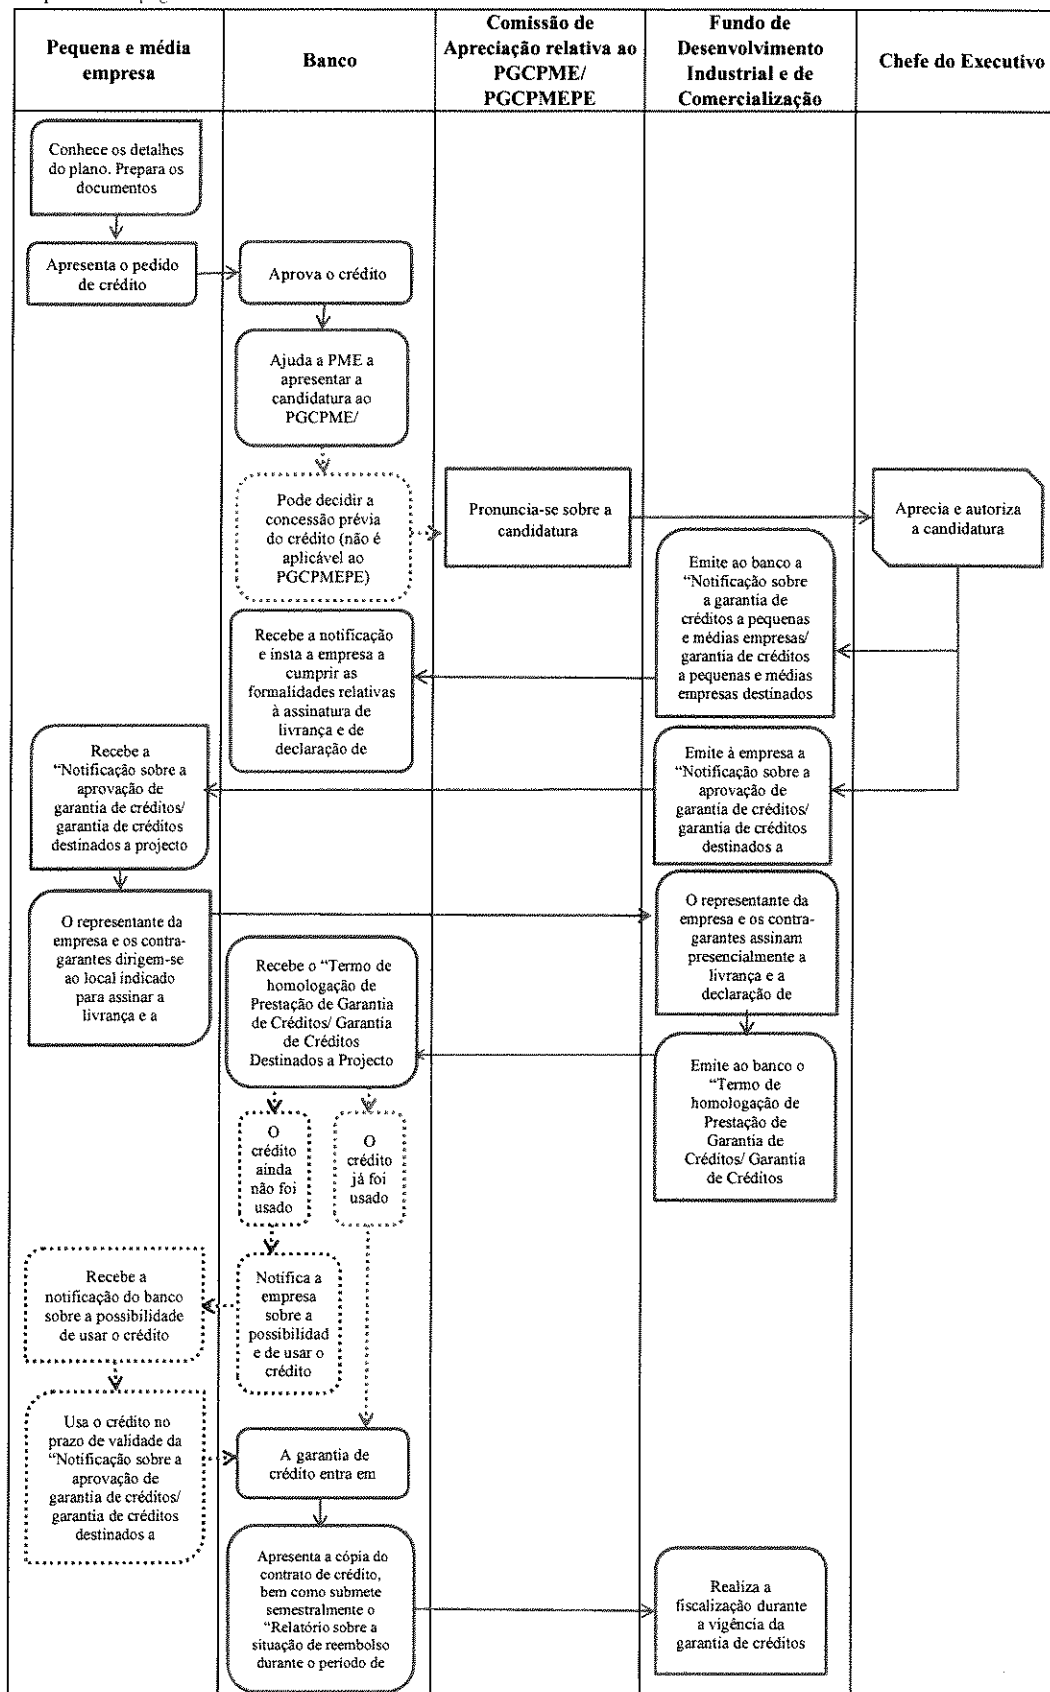 Pequena e média
empresa
Banco
Comissão de
Apreciação relativa ao
PGCPME/
PGCPMEPE
Fundo de
Desenvolvimento
Industrial e de
Comercialização
Chefe do Executivo
Conhece os detalhes
do plano. Prepara os
documentos
Apresenta o pedido
de crédito
Aprova o crédito
Ajuda a PME a
apresentar a
candidatura ao
PGCPME/
Pode decidir a
concessão prévia
do crédito (não é
aplicável ao
PGCPMEPE)
Pronuncia-se sobre a
candidatura
Aprecia e autoriza
a candidatura
Emite ao banco a
“Notificação sobre
a garantia de
créditos a pequenas
e médias empresas/
garantia de créditos
a pequenas e médias
empresas destinados
Recebe a notificação
e insta a empresa a
cumprir as
formalidades relativas
à assinatura de
livrança e de
declaração de
Emite à empresa a
“Notificação sobre a
aprovação de
garantia de créditos/
garantia de créditos
destinados a
Recebe a
“Notificação sobre a
aprovação de
garantia de créditos/
garantia de créditos
destinados a projecto
O representante da
empresa e os contra-
garantes dirigem-se
ao local indicado
para assinar a
livrança e a
O representante da
empresa e os contra-
garantes assinam
presencialmente a
livrança e a
declaração de
Recebe o “Termo de
homologação de
Prestação de Garantia
de Créditos/ Garantia
de Créditos
Destinados a Projecto
Emite ao banco o
“Termo de
homologação de
Prestação de
Garantia de
Créditos/ Garantia
de Créditos
O
crédito
ainda
não foi
usado
O
crédito
já foi
usado
Notifica a
empresa
sobre a
possibilidad
e de usar o
crédito
Recebe a
notificação do banco
sobre a possibilidade
de usar o crédito
Usa o crédito no
prazo de validade da
“Notificação sobre a
aprovação de
garantia de créditos/
garantia de créditos
destinados a
A garantia de
crédito entra em
Apresenta a cópia do
contrato de crédito,
bem como submete
semestralmente o
“Relatório sobre a
situação de reembolso
durante o período de
Realiza a
fiscalização durante
a vigência da
garantia de créditos